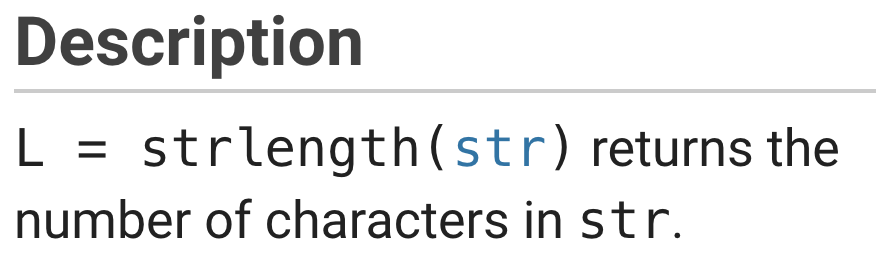 Description
L = strlength(str) returns the
number of characters in str.